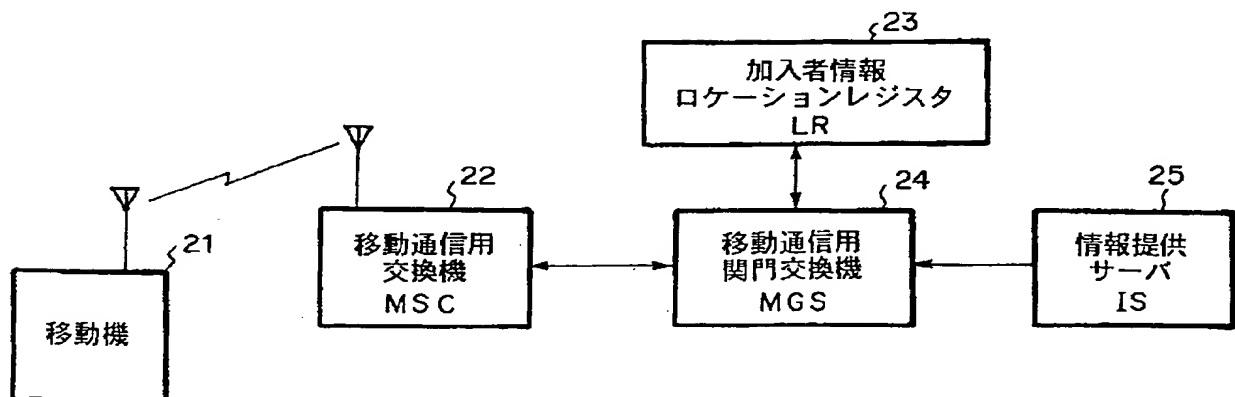 23
加入者情報
ロケーションレジスタ
LR
22
24
25
21
移動通信用
交換機
MSC
移動通信用
関門交換機
MGS
情報提供
サーバ
IS
移動機